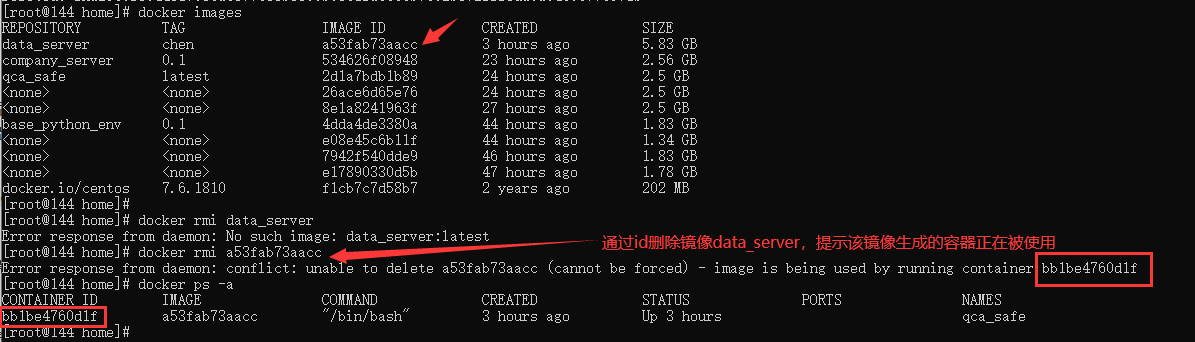 [root@144 home]# docker images
REPOSITORY TAG IMAGE ID CREATED SIZE
data_server chen a53fab73aacc 3 hours ago 5.83 GB
company_server 0.1 534626f08948 23 hours ago 2.56 GB
qca_safe latest 2d1a7bdb1b89 24 hours ago 2.5 GB
<none> <none> 26ace6d65e76 24 hours ago 2.5 GB
<none> <none> 8e1a8241963f 27 hours ago 2.5 GB
base_python_env 0.1 4dda4de3380a 44 hours ago 1.83 GB
<none> <none> e08e45c6b11f 44 hours ago 1.34 GB
<none> <none> 7942f540dde9 46 hours ago 1.83 GB
<none> <none> e17890330d5b 47 hours ago 1.78 GB
docker.io/centos 7.6.1810 f1cb7c7d58b7 2 years ago 202 MB
[root@144 home]#
[root@144 home]# docker rmi data_server
Error response from daemon: No such image: data_server:latest
[root@144 home]# docker rmi a53fab73aacc
通过id删除镜像data_server，提示该镜像生成的容器正在被使用
Error response from daemon: conflict: unable to delete a53fab73aacc (cannot be forced) - image is being used by running container bb1be4760d1f
[root@144 home]# docker ps -a
CONTAINER ID IMAGE COMMAND CREATED STATUS PORTS NAMES
bb1be4760d1f a53fab73aacc "/bin/bash" 3 hours ago Up 3 hours qca_safe
[root@144 home]#